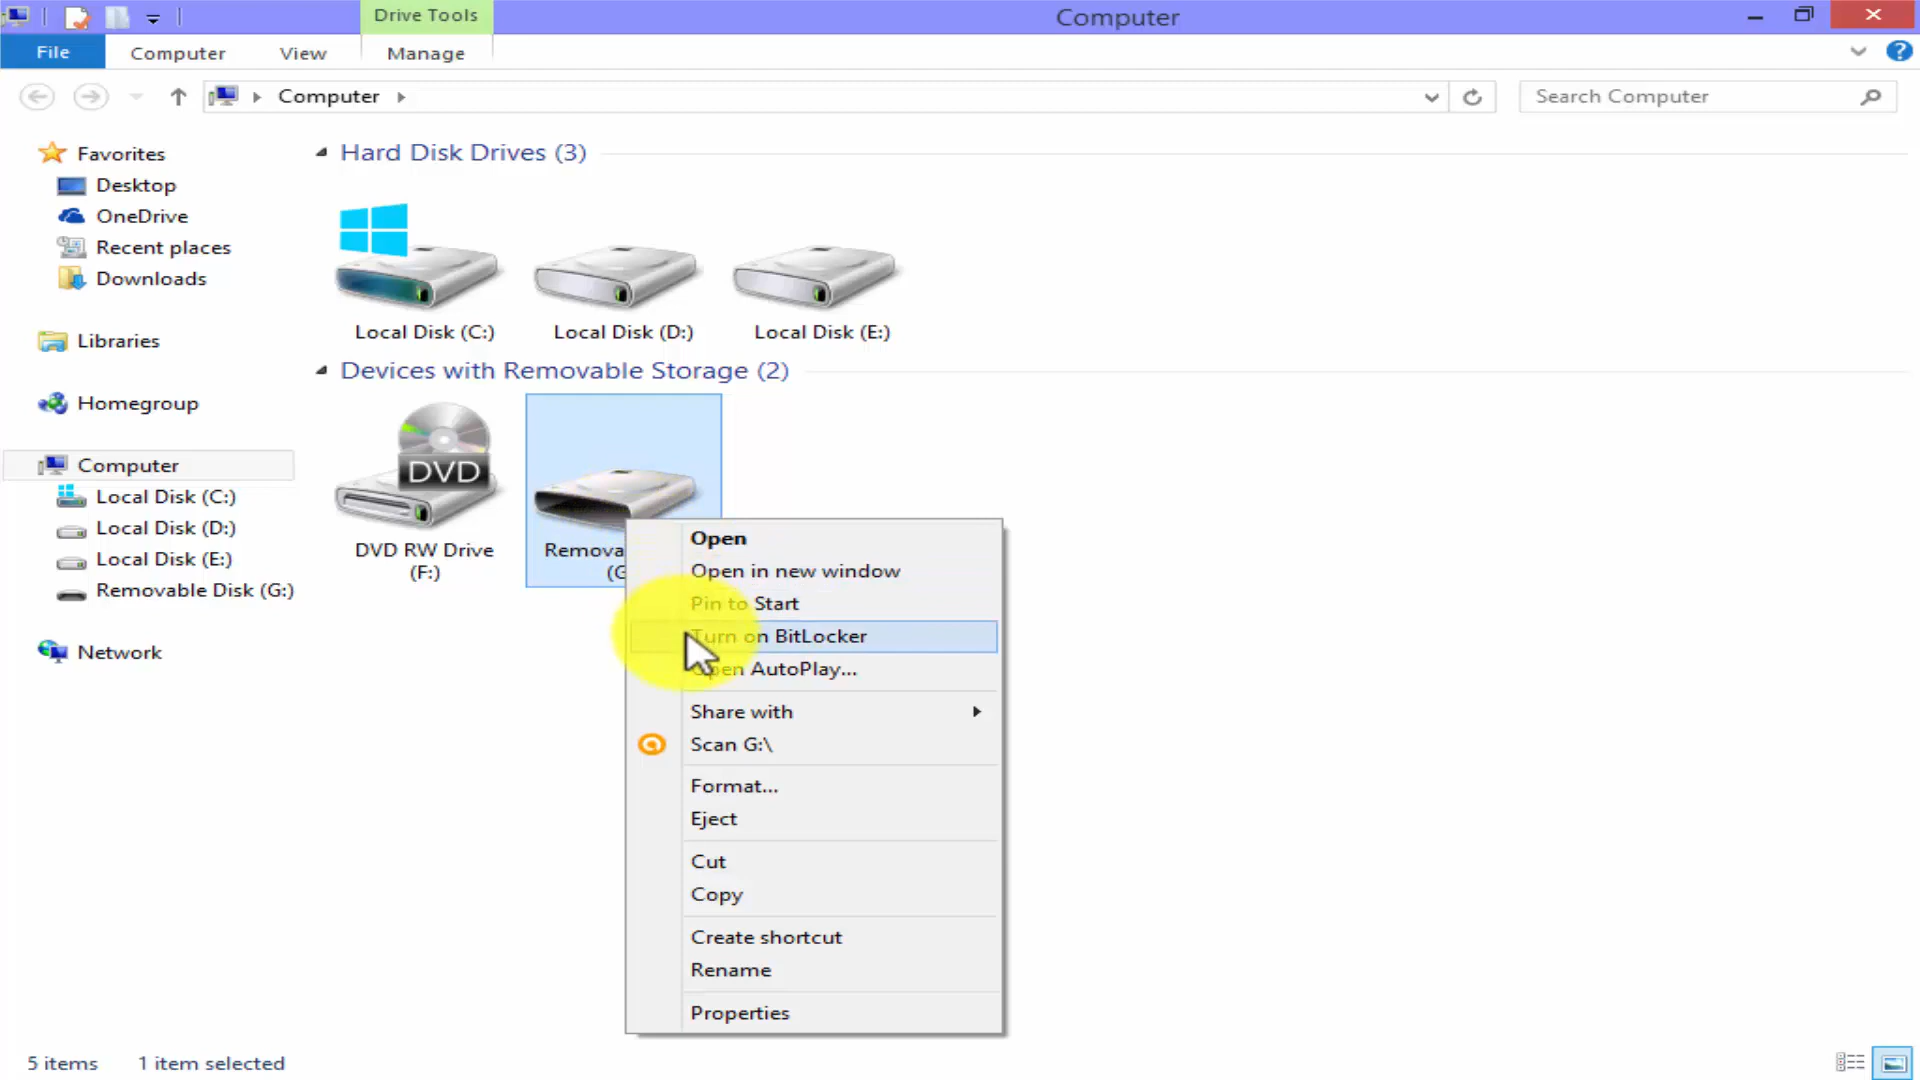 Drive Tools
Computer
File
Computer
View
Manage
Computer
Search Computer
Favorites
Desktop
OneDrive
Recent places
Downloads
Libraries
Homegroup
Computer
Local Disk (C:)
Local Disk (D:)
Local Disk (E:)
Removable Disk (G:)
Network
Hard Disk Drives (3)
Local Disk (C:)
Local Disk (D:)
Local Disk (E:)
Devices with Removable Storage (2)
DVD
DVD RW Drive
(F:)
Remova
(G
Open
Open in new window
Pin to Start
Turn on BitLocker
Open AutoPlay...
Share with
Scan G:\
Format...
Eject
Cut
Copy
Create shortcut
Rename
Properties
5 items
1 item selected